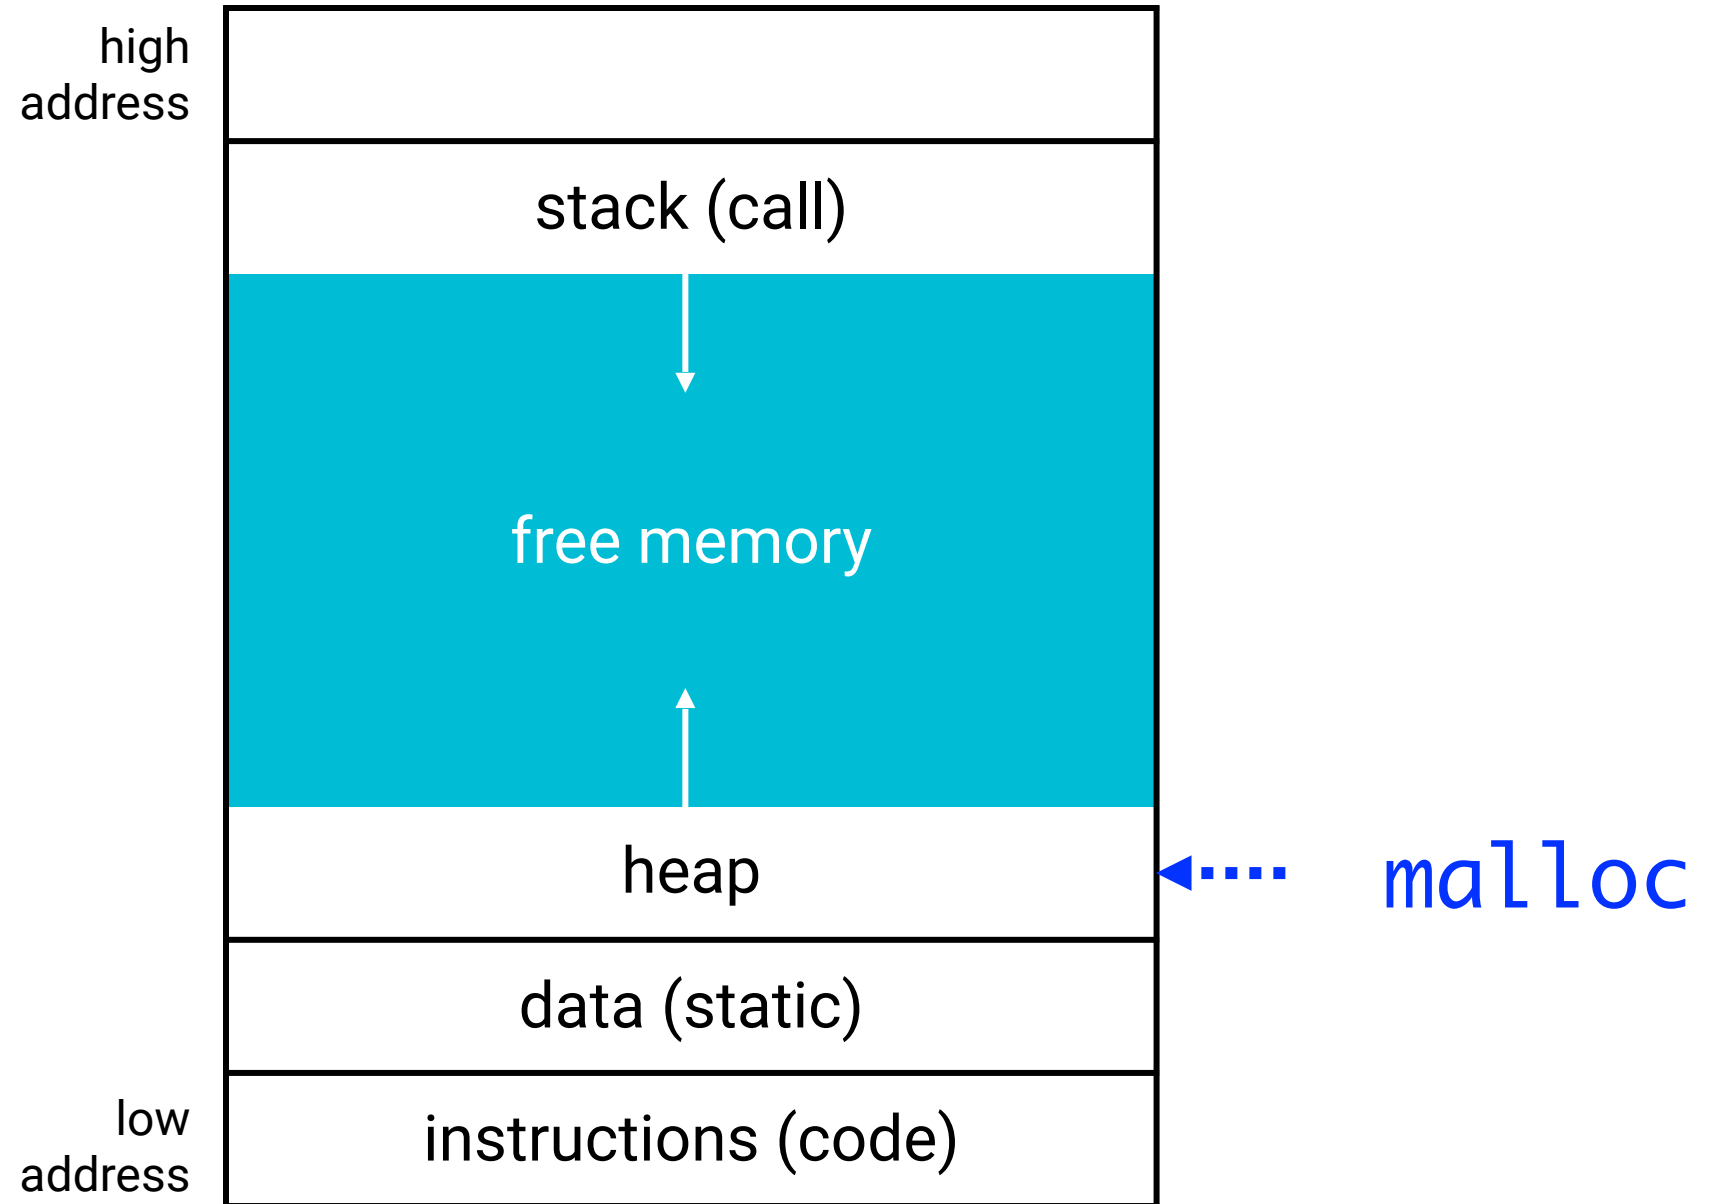 high
address
stack (call)
free memory
heap
malloc
data (static)
instructions (code)
low
address